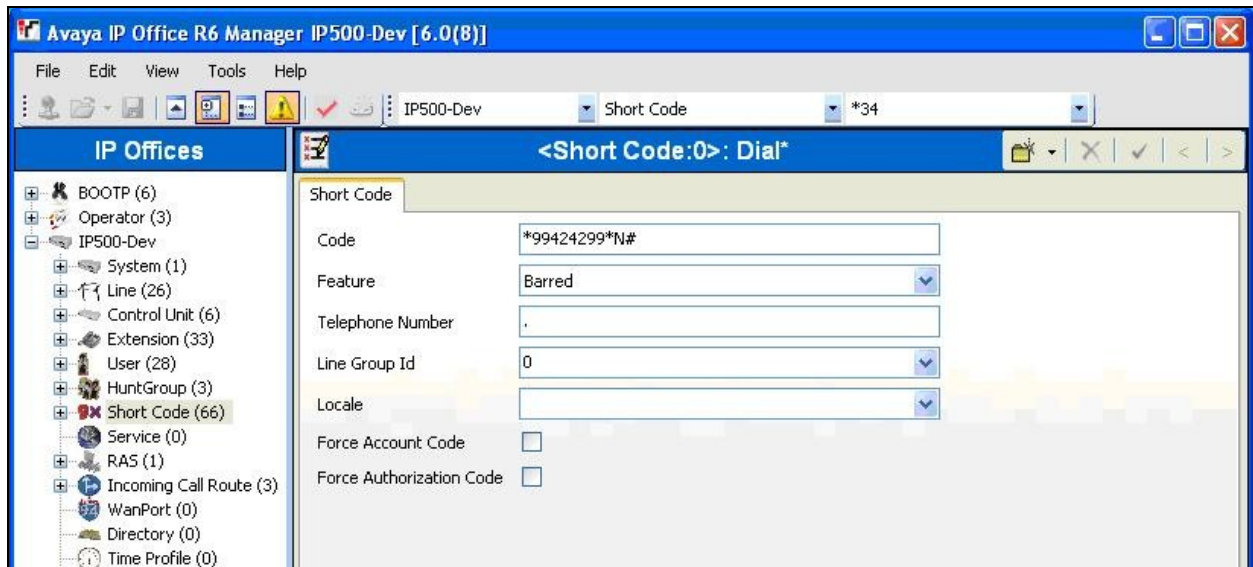 Avaya IP Office R6 Manager IP500-Dev [6.0(8)]
File Edit View Tools Help
IP500-Dev Short Code *34
IP Offices
<Short Code:0>: Dial*
BOOTP (6)
Operator (3)
IP500-Dev
System (1)
Line (26)
Control Unit (6)
Extension (33)
User (28)
HuntGroup (3)
Short Code (66)
Service (0)
RAS (1)
Incoming Call Route (3)
WanPort (0)
Directory (0)
Time Profile (0)
Short Code
Code *99424299*N#
Feature Barred
Telephone Number .
Line Group Id 0
Locale
Force Account Code
Force Authorization Code